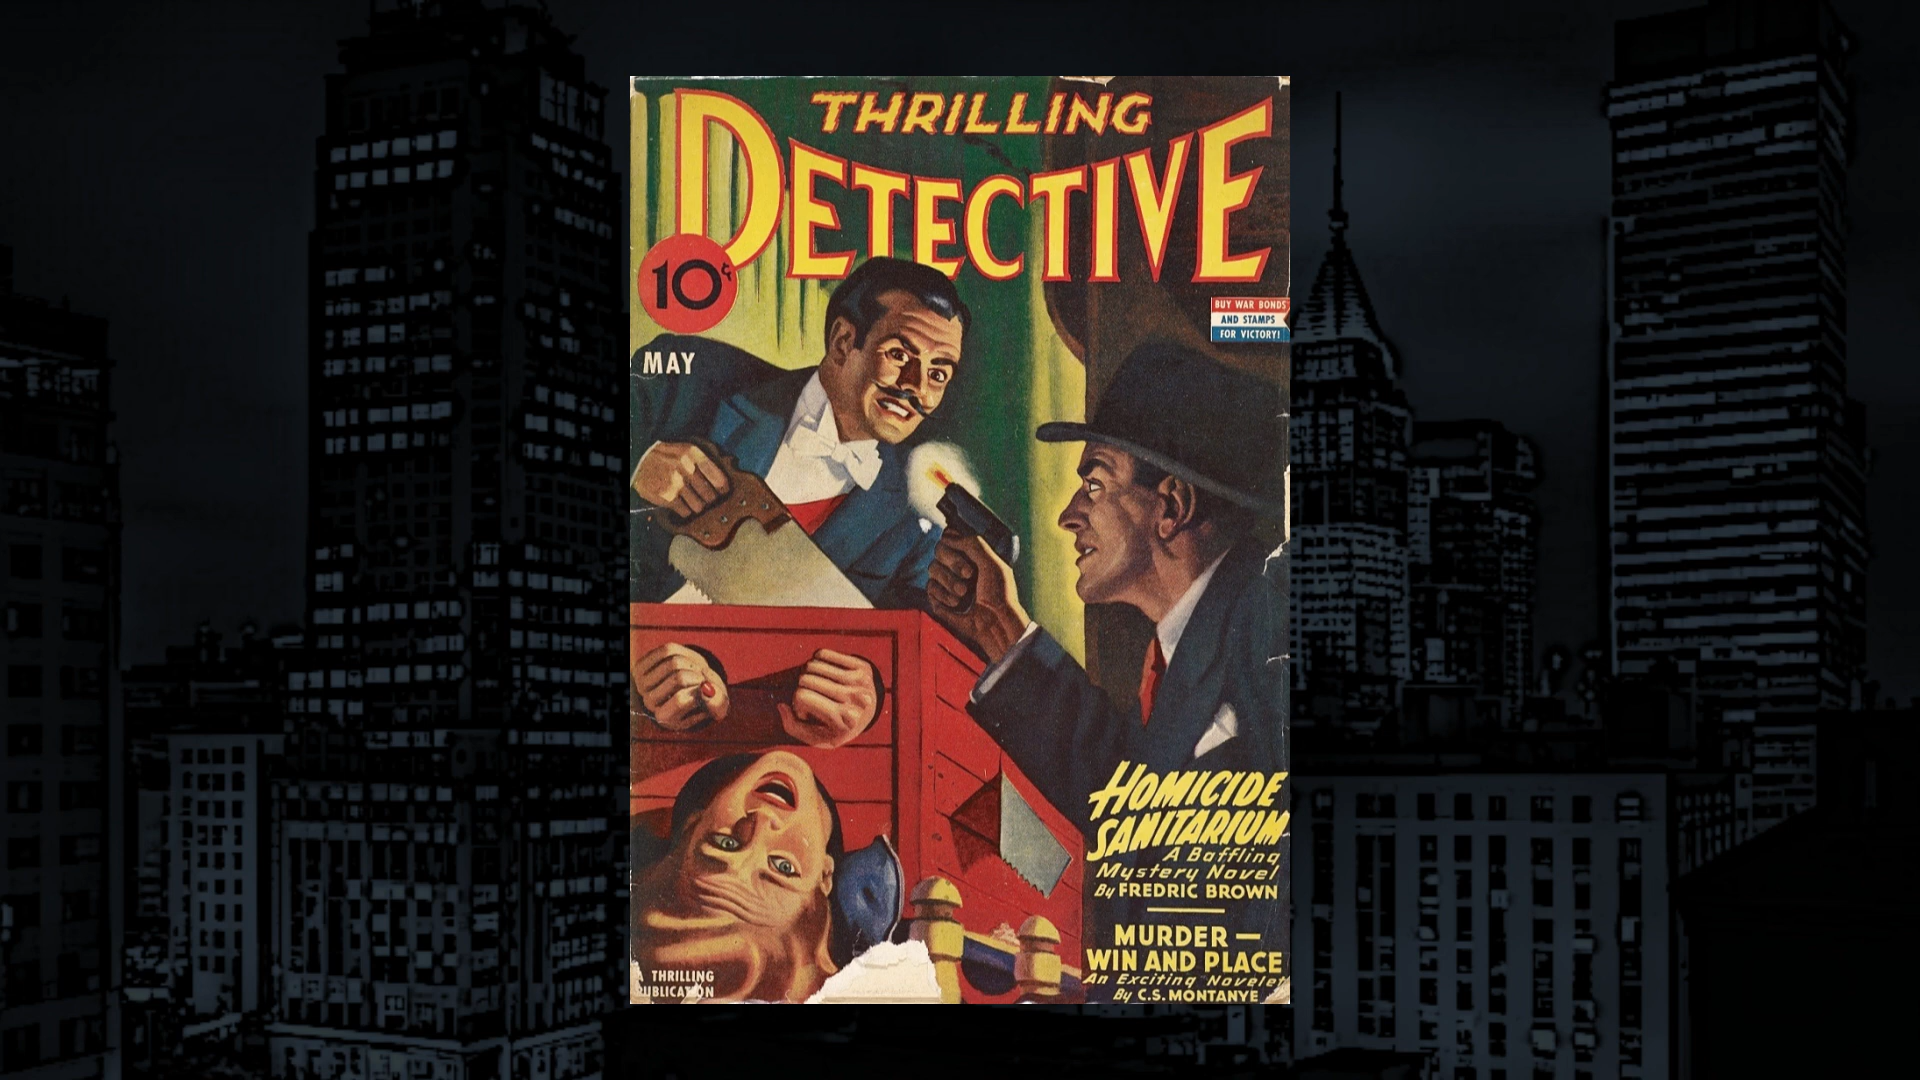 THRILLING
DETECTIVE
10¢
BUY WAR BONDS
AND STAMPS
FOR VICTORY!
MAY
HOMICIDE
SANITARIUM
A Baffling
Mystery Novel
By FREDRIC BROWN
MURDER —
WIN AND PLACE
An Exciting Novelet
By C.S. MONTANYE
A THRILLING
PUBLICATION